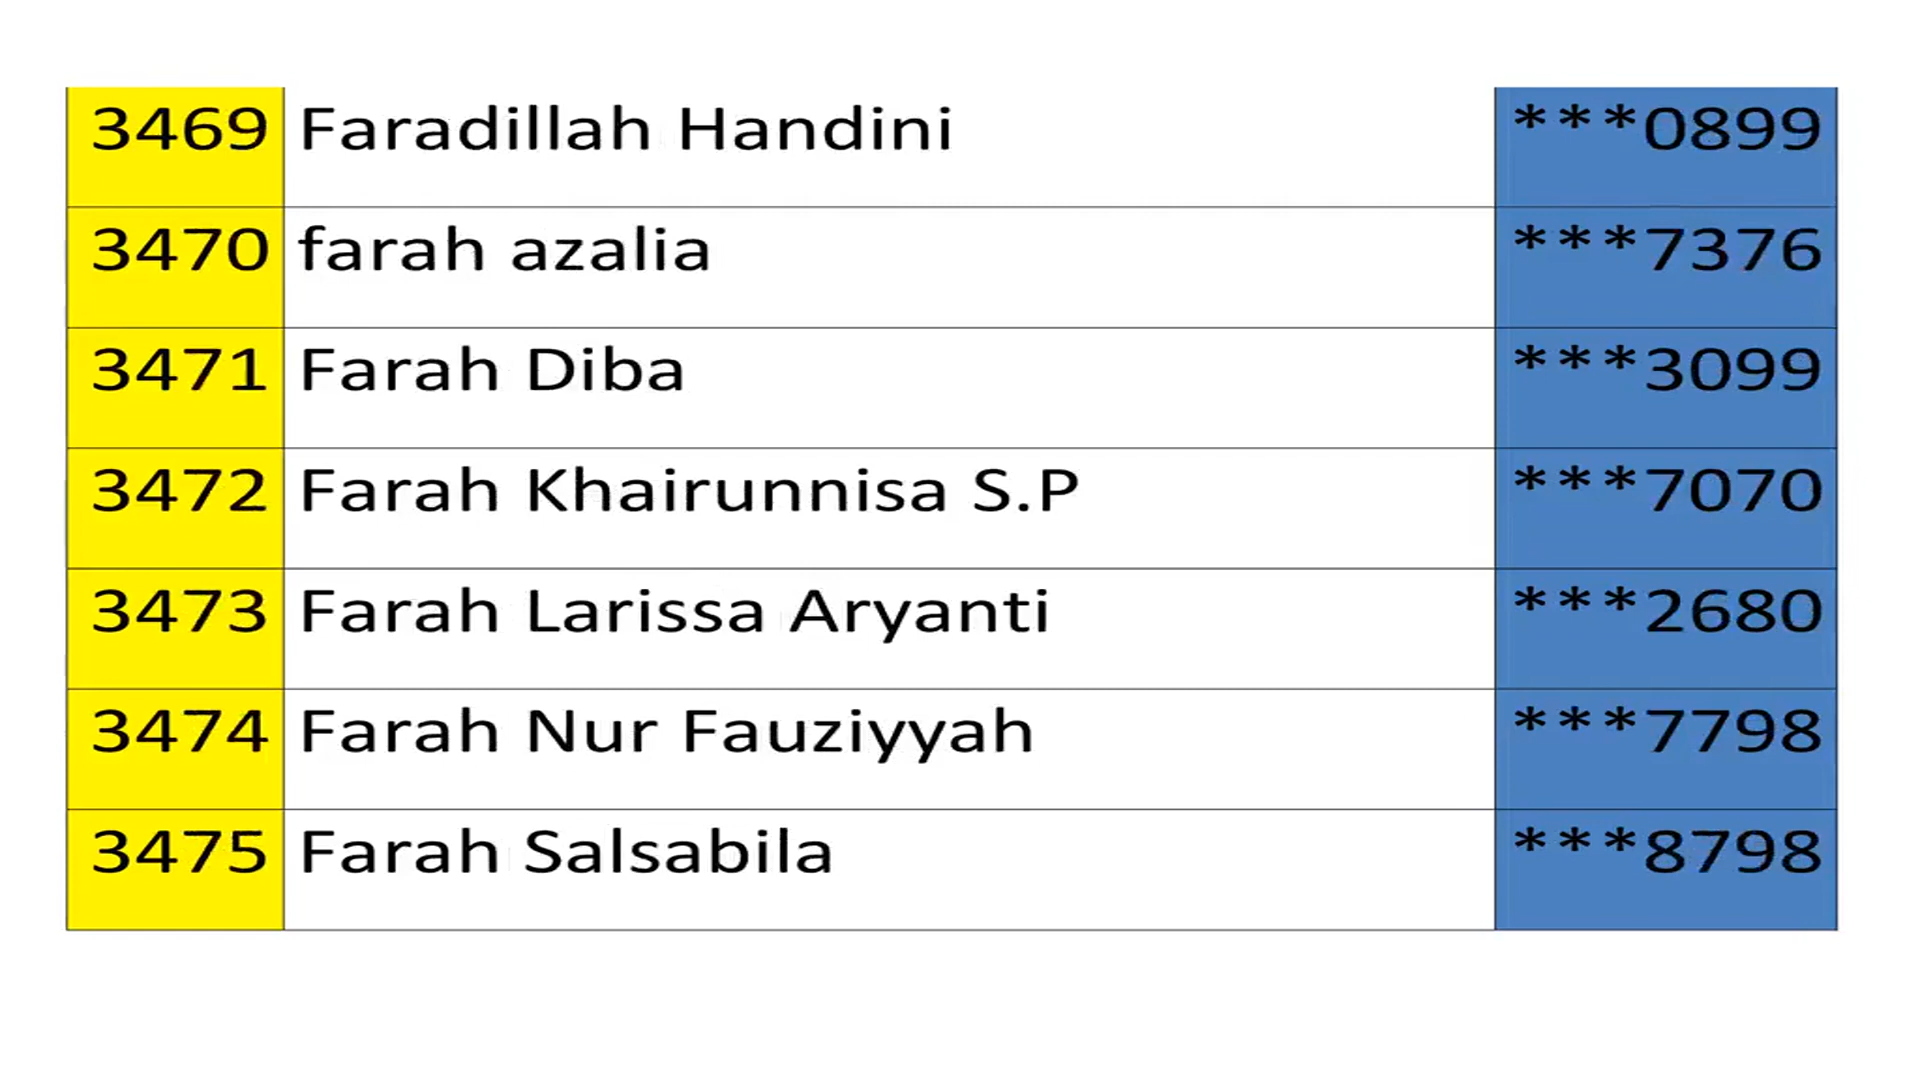 3469 Faradillah Handini ***0899
3470 farah azalia ***7376
3471 Farah Diba ***3099
3472 Farah Khairunnisa S.P ***7070
3473 Farah Larissa Aryanti ***2680
3474 Farah Nur Fauziyyah ***7798
3475 Farah Salsabila ***8798